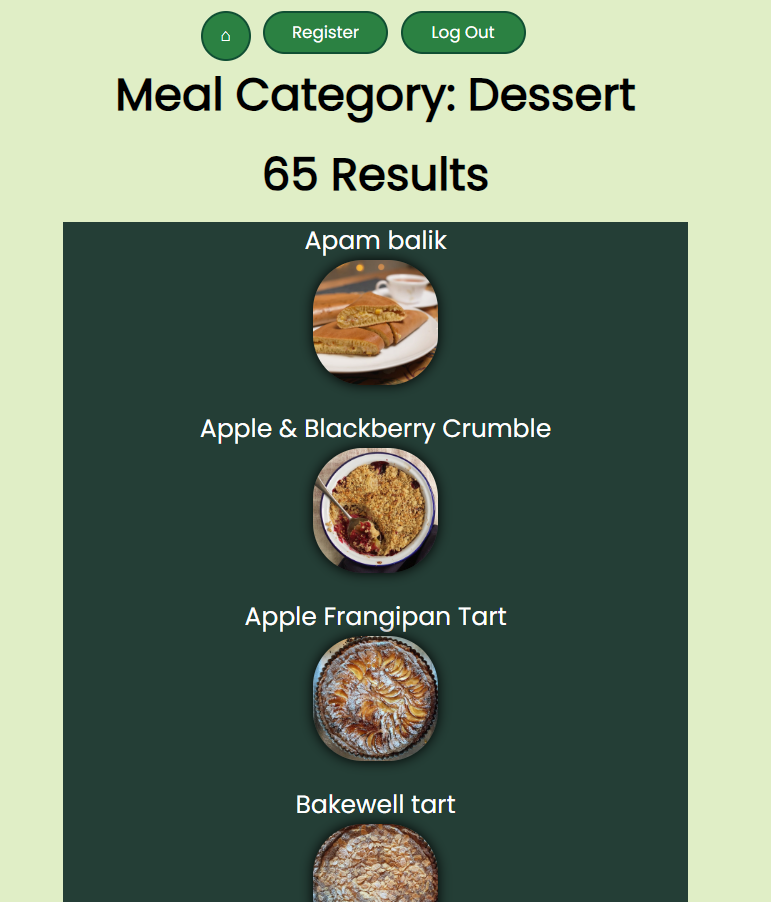 ⌂
Register
Log Out
Meal Category: Dessert
65 Results
Apam balik
Apple & Blackberry Crumble
Apple Frangipan Tart
Bakewell tart